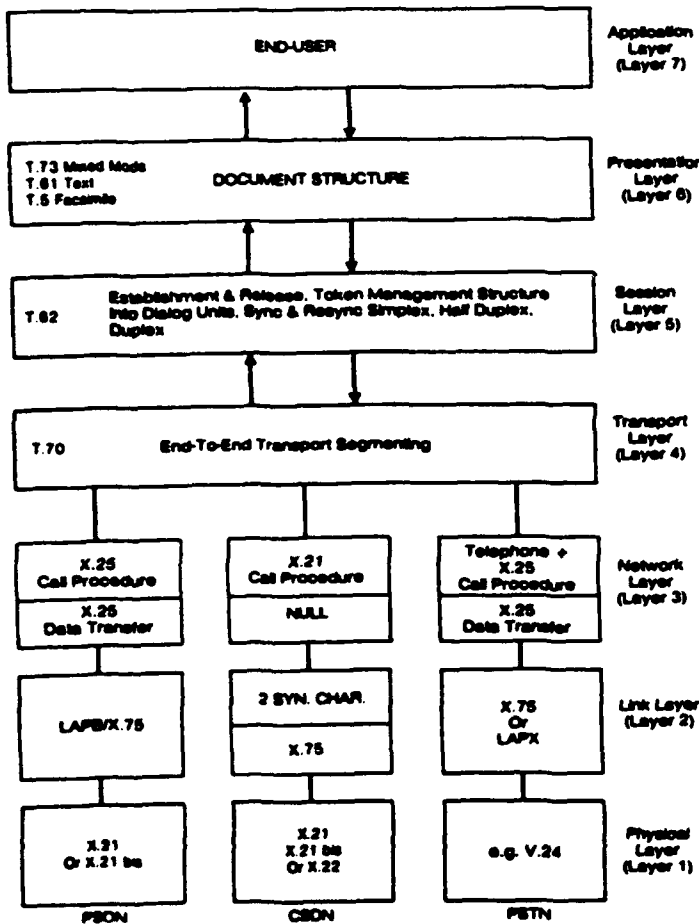 END-USER
Application
Layer
(Layer 7)
T.73 Mixed Mode
T.61 Text
T.5 Facsimile
DOCUMENT STRUCTURE
Presentation
Layer
(Layer 6)
T.62
Establishment & Release, Token Management Structure
Into Dialog Units, Sync & Resync Simplex, Half Duplex,
Duplex
Session
Layer
(Layer 5)
T.70
End-To-End Transport Segmenting
Transport
Layer
(Layer 4)
X.25
Call Procedure
X.25
Data Transfer
X.21
Call Procedure
NULL
Telephone +
X.25
Call Procedure
X.25
Data Transfer
Network
Layer
(Layer 3)
LAPB/X.75
2 SYN. CHAR.
X.75
X.75
Or
LAPX
Link Layer
(Layer 2)
X.21
Or X.21 bis
X.21
X.21 bis
Or X.22
e.g. V.24
Physical
Layer
(Layer 1)
PSDN
CSDN
PSTN